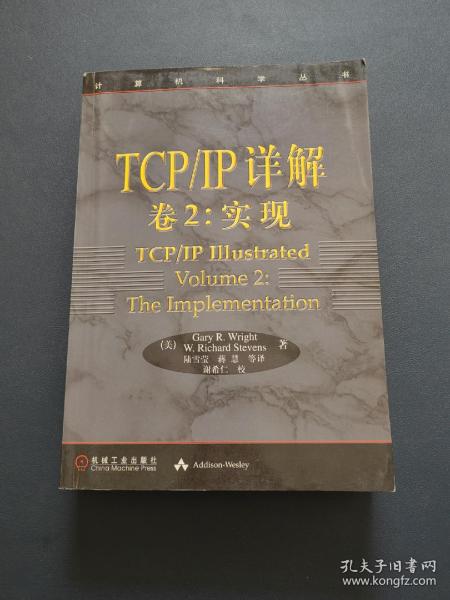 计算机科学丛书
TCP/IP 详解
卷2:实现
TCP/IP Illustrated
Volume 2:
The Implementation
(美) Gary R. Wright
W. Richard Stevens 著
陆雪莹 蒋慧 等译
谢希仁 校
机械工业出版社
China Machine Press
Addison-Wesley
孔夫子旧书网
www.kongfz.com